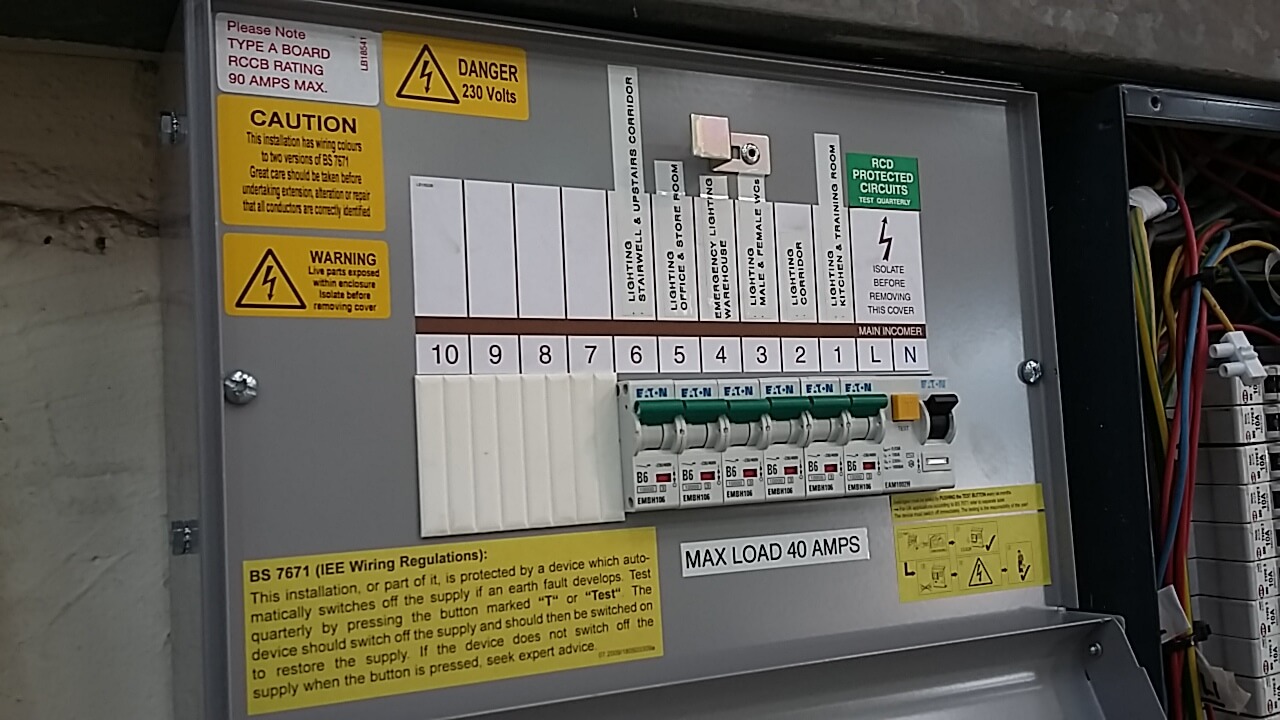 Please Note
TYPE A BOARD
RCCB RATING
90 AMPS MAX.
LB18541
DANGER
230 Volts
CAUTION
This installation has wiring colours
to two versions of BS 7671
Great care should be taken before
undertaking extension, alteration or repair
that all conductors are correctly identified
WARNING
Live parts exposed
within enclosure
Isolate before
removing cover
LIGHTING
STAIRWELL & UPSTAIRS CORRIDOR
LIGHTING
OFFICE & STORE ROOM
EMERGENCY LIGHTING
WAREHOUSE
LIGHTING
MALE & FEMALE WCS
LIGHTING
CORRIDOR
LIGHTING
KITCHEN & TRAINING ROOM
RCD
PROTECTED
CIRCUITS
TEST QUARTERLY
ISOLATE
BEFORE
REMOVING
THIS COVER
MAIN INCOMER
10 9 8 7 6 5 4 3 2 1 L N
EATON EATON EATON EATON EATON EATON EATON
TEST
B6 B6 B6 B6 B6 B6
EMBH106 EMBH106 EMBH106 EMBH106 EMBH106 EMBH106
MAX LOAD 40 AMPS
BS 7671 (IEE Wiring Regulations):
This installation, or part of it, is protected by a device which auto-
matically switches off the supply if an earth fault develops. Test
quarterly by pressing the button marked "T" or "Test". The
device should switch off the supply and should then be switched on
to restore the supply. If the device does not switch off the
supply when the button is pressed, seek expert advice.